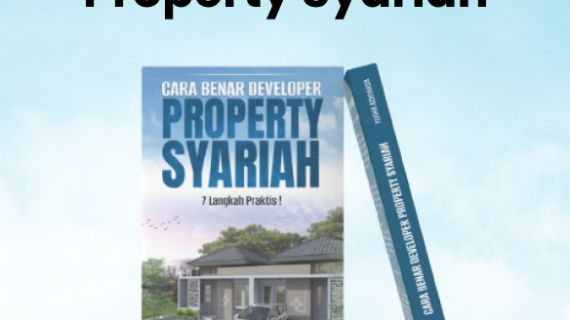 Property Syariah
CARA BENAR DEVELOPER
PROPERTY
SYARIAH
7 Langkah Praktis !
CARA BENAR DEVELOPER PROPERTY SYARIAH